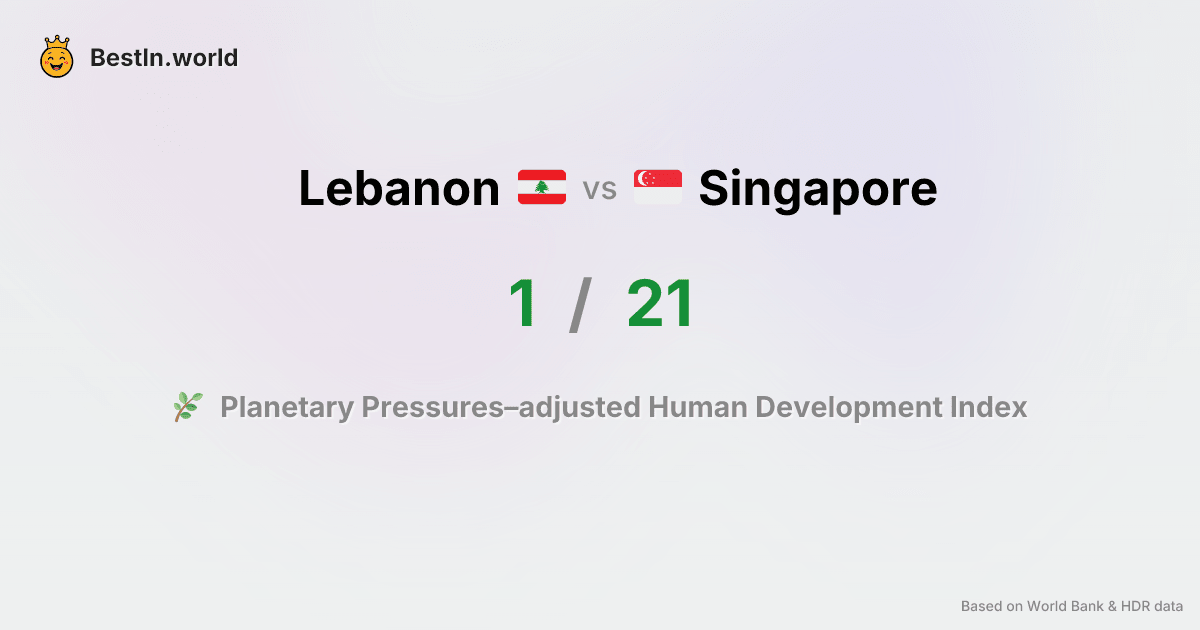 BestIn.world
Lebanon vs Singapore
1 / 21
Planetary Pressures–adjusted Human Development Index
Based on World Bank & HDR data